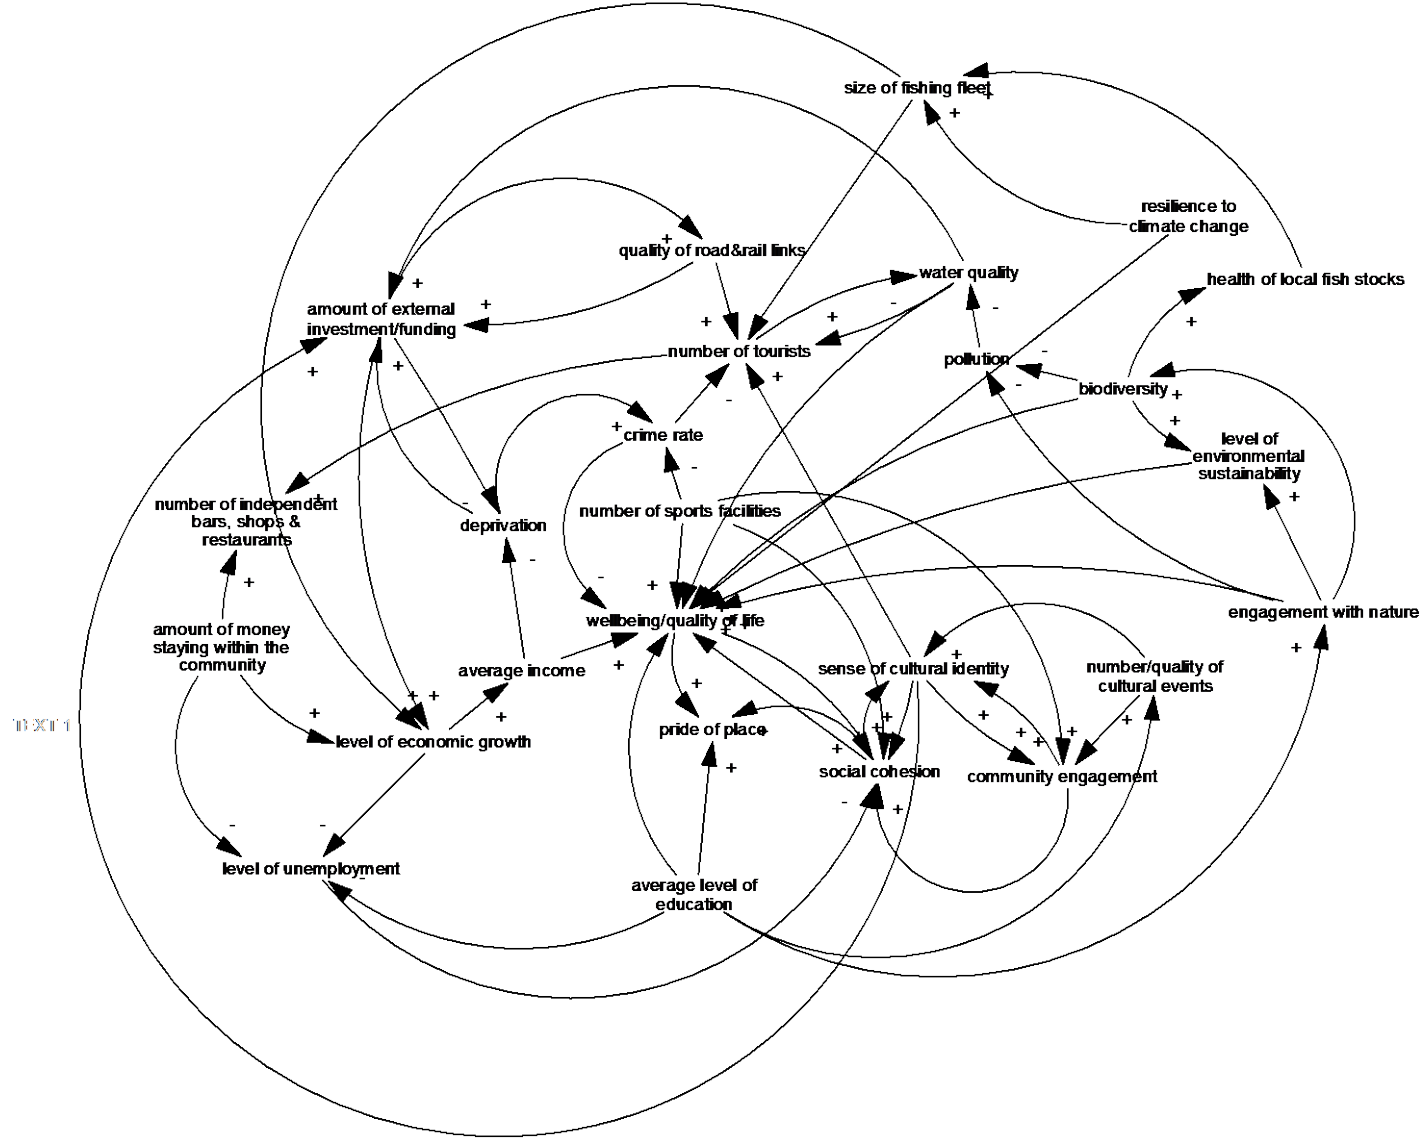 size of fishing fleet
resilience to
climate change
quality of road&rail links
water quality
health of local fish stocks
amount of external
investment/funding
number of tourists
pollution
biodiversity
crime rate
level of
environmental
sustainability
number of independent
bars, shops &
restaurants
number of sports facilities
deprivation
wellbeing/quality of life
engagement with nature
amount of money
staying within the
community
average income
sense of cultural identity
number/quality of
cultural events
TEXT 1
pride of place
level of economic growth
social cohesion
community engagement
level of unemployment
average level of
education